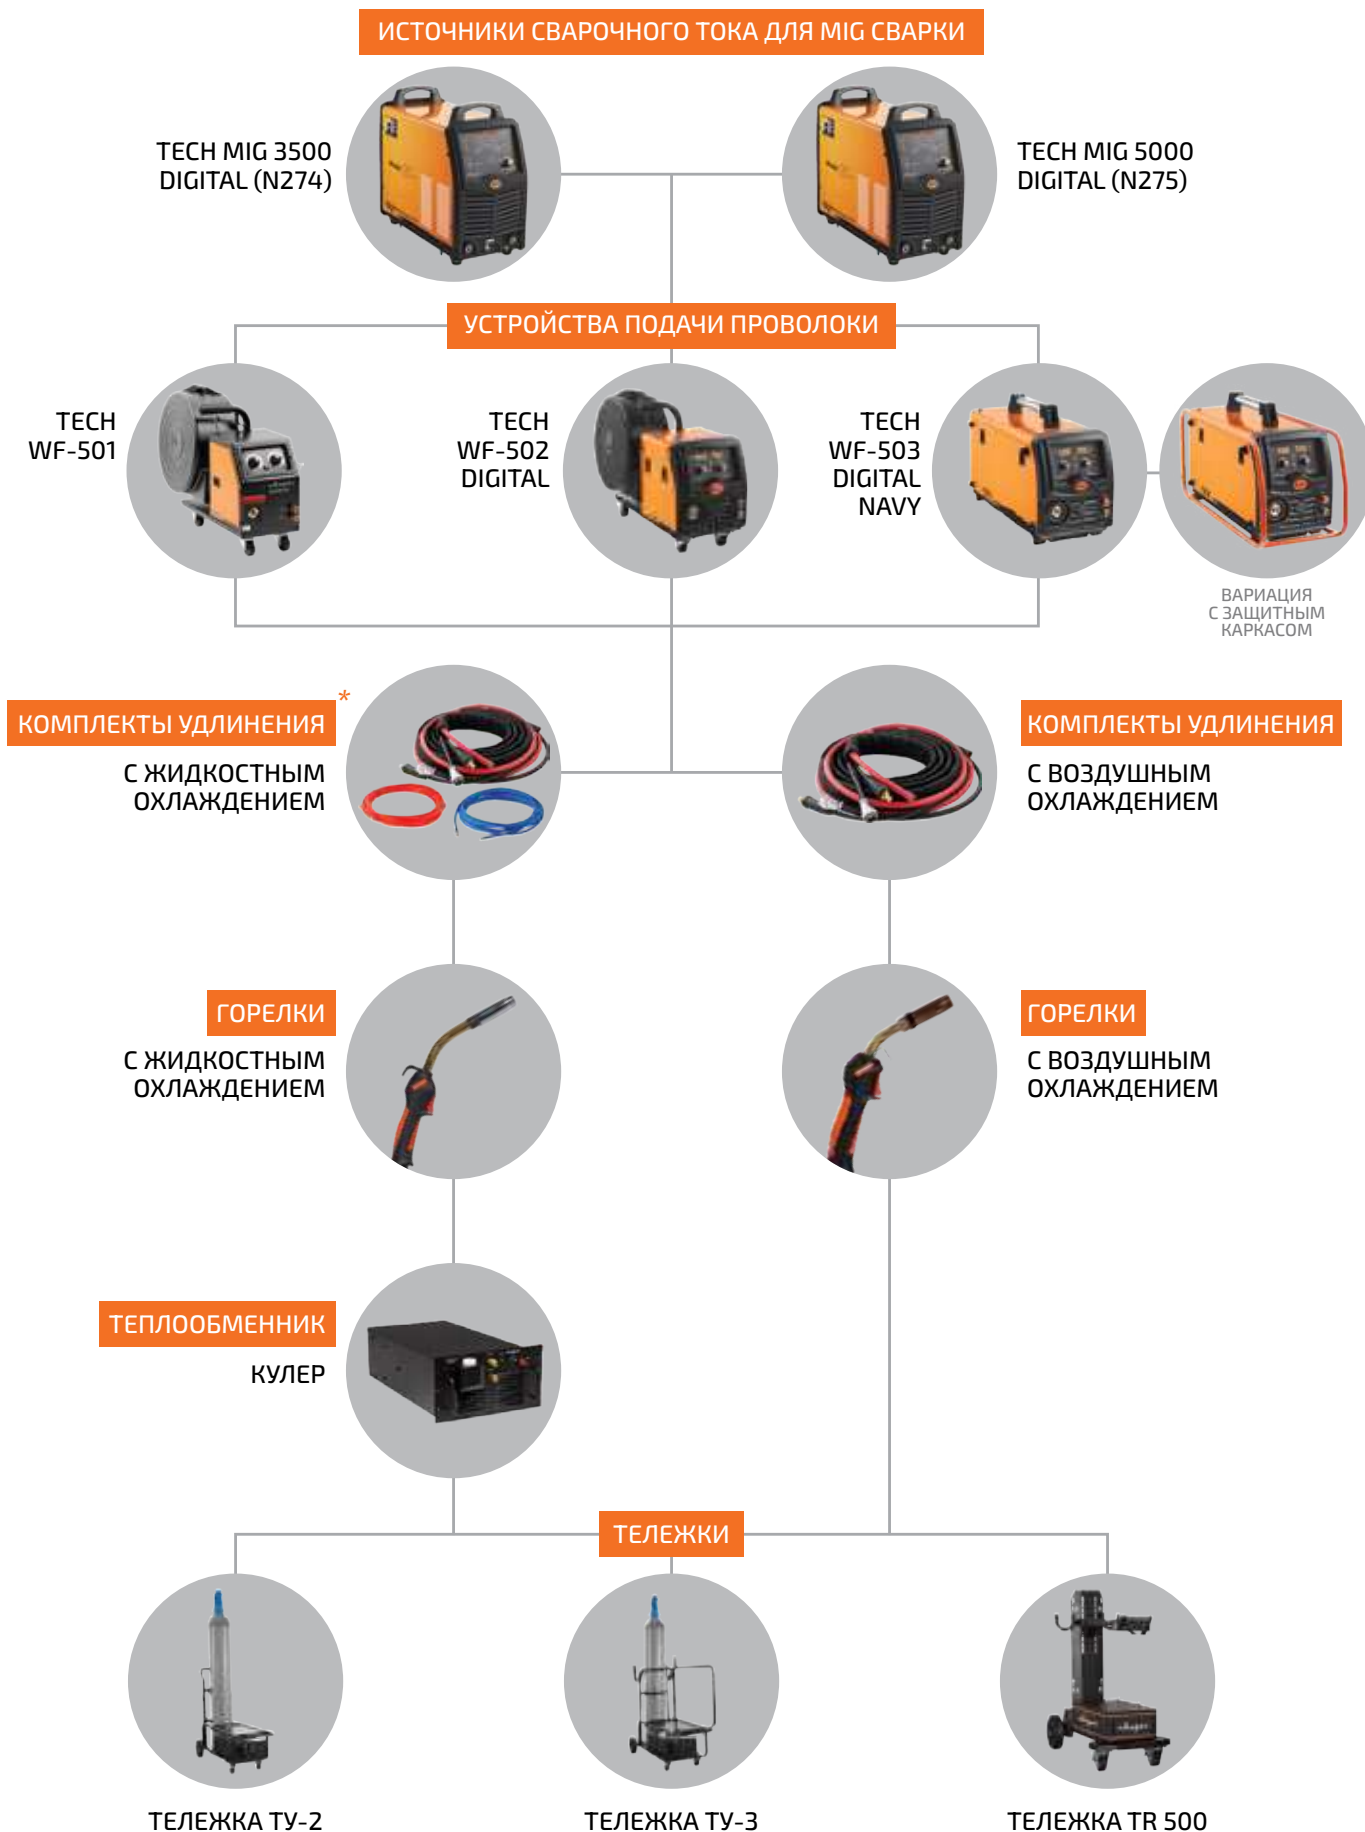 ИСТОЧНИКИ СВАРОЧНОГО ТОКА ДЛЯ MIG СВАРКИ
TECH MIG 3500
DIGITAL (N274)
TECH MIG 5000
DIGITAL (N275)
УСТРОЙСТВА ПОДАЧИ ПРОВОЛОКИ
TECH
WF-501
TECH
WF-502
DIGITAL
TECH
WF-503
DIGITAL
NAVY
ВАРИАЦИЯ
С ЗАЩИТНЫМ
КАРКАСОМ
КОМПЛЕКТЫ УДЛИНЕНИЯ *
С ЖИДКОСТНЫМ
ОХЛАЖДЕНИЕМ
КОМПЛЕКТЫ УДЛИНЕНИЯ
С ВОЗДУШНЫМ
ОХЛАЖДЕНИЕМ
ГОРЕЛКИ
С ЖИДКОСТНЫМ
ОХЛАЖДЕНИЕМ
ГОРЕЛКИ
С ВОЗДУШНЫМ
ОХЛАЖДЕНИЕМ
ТЕПЛООБМЕННИК
КУЛЕР
ТЕЛЕЖКИ
ТЕЛЕЖКА ТУ-2
ТЕЛЕЖКА ТУ-3
ТЕЛЕЖКА TR 500